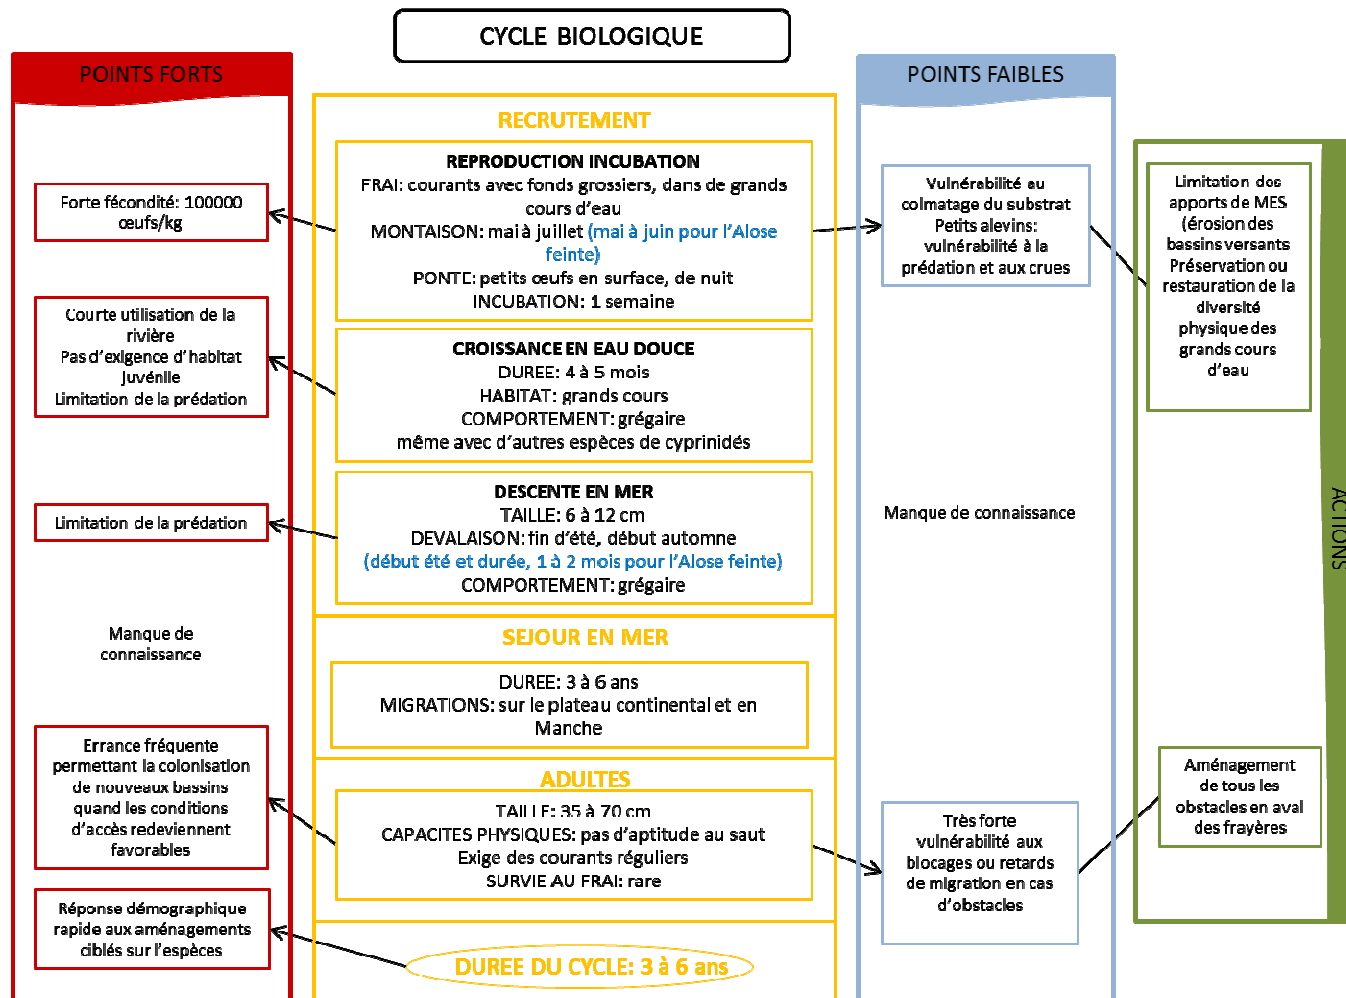 CYCLE BIOLOGIQUE
POINTS FORTS
Forte fécondité: 100000
œufs/kg
Courte utilisation de la
rivière
Pas d'exigence d'habitat
juvénile
Limitation de la prédation
Limitation de la prédation
Manque de
connaissance
Errance fréquente
permettant la colonisation
de nouveaux bassins
quand les conditions
d'accès redeviennent
favorables
Réponse démographique
rapide aux aménagements
ciblés sur l'espèces
RECRUTEMENT
REPRODUCTION INCUBATION
FRAI: courants avec fonds grossiers, dans de grands
cours d'eau
MONTAISON: mai à juillet (mai à juin pour l'Alose
feinte)
PONTE: petits œufs en surface, de nuit
INCUBATION: 1 semaine
CROISSANCE EN EAU DOUCE
DUREE: 4 à 5 mois
HABITAT: grands cours
COMPORTEMENT: grégaire
même avec d'autres espèces de cyprinidés
DESCENTE EN MER
TAILLE: 6 à 12 cm
DEVALAISON: fin d'été, début automne
(début été et durée, 1 à 2 mois pour l'Alose feinte)
COMPORTEMENT: grégaire
SEJOUR EN MER
DUREE: 3 à 6 ans
MIGRATIONS: sur le plateau continental et en
Manche
ADULTES
TAILLE: 35 à 70 cm
CAPACITES PHYSIQUES: pas d'aptitude au saut
Exige des courants réguliers
SURVIE AU FRAI: rare
DUREE DU CYCLE: 3 à 6 ans
POINTS FAIBLES
Vulnérabilité au
colmatage du substrat
Petits alevins:
vulnérabilité à la
prédation et aux crues
Manque de connaissance
Très forte
vulnérabilité aux
blocages ou retards
de migration en cas
d'obstacles
Limitation des
apports de MES
(érosion des
bassins versants
Préservation ou
restauration de la
diversité
physique des
grands cours
d'eau
Aménagement
de tous les
obstacles en aval
des frayères
ACTIONS